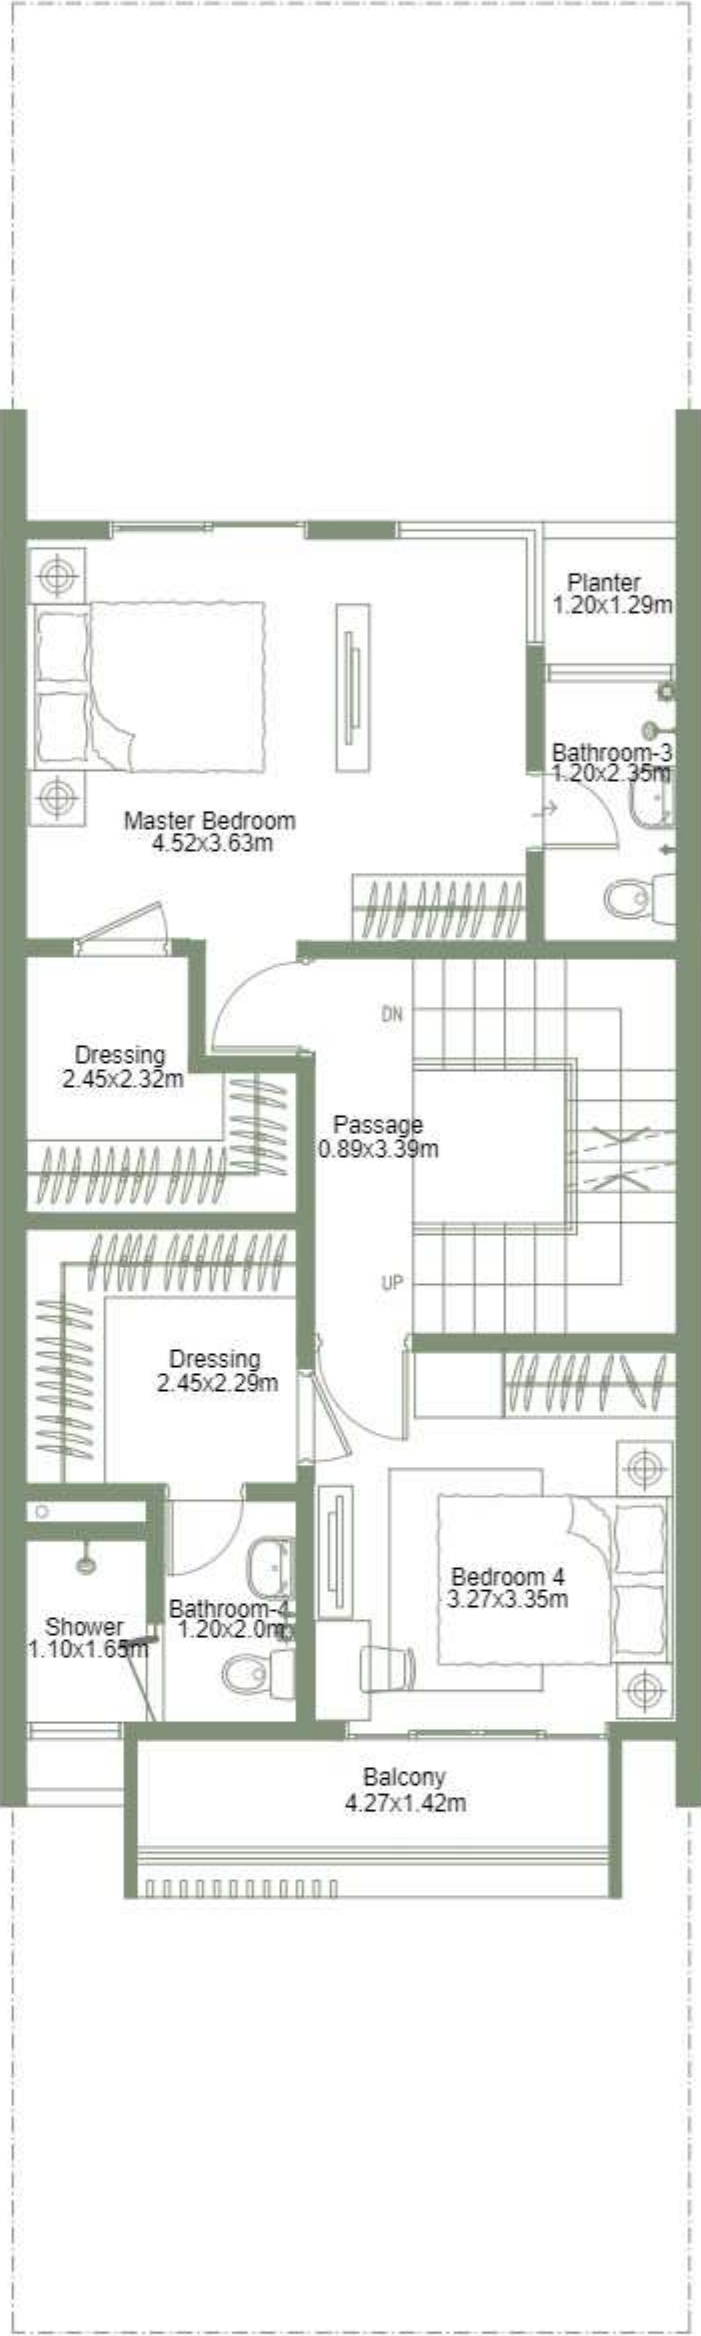 Planter
1.20x1.29m
Bathroom-3
1.20x2.35m
Master Bedroom
4.52x3.63m
DN
Dressing
2.45x2.32m
Passage
0.89x3.39m
UP
Dressing
2.45x2.29m
Bedroom 4
3.27x3.35m
Bathroom-4
1.20x2.0m
Shower
1.10x1.65m
Balcony
4.27x1.42m